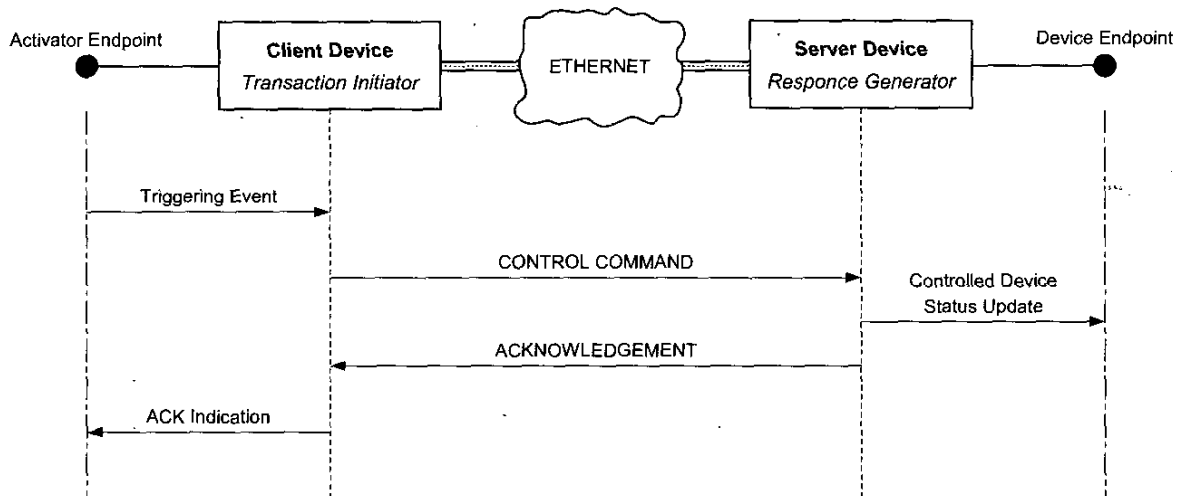 Activator Endpoint
Client Device
Transaction Initiator
ETHERNET
Server Device
Responce Generator
Device Endpoint
Triggering Event
CONTROL COMMAND
Controlled Device
Status Update
ACKNOWLEDGEMENT
ACK Indication